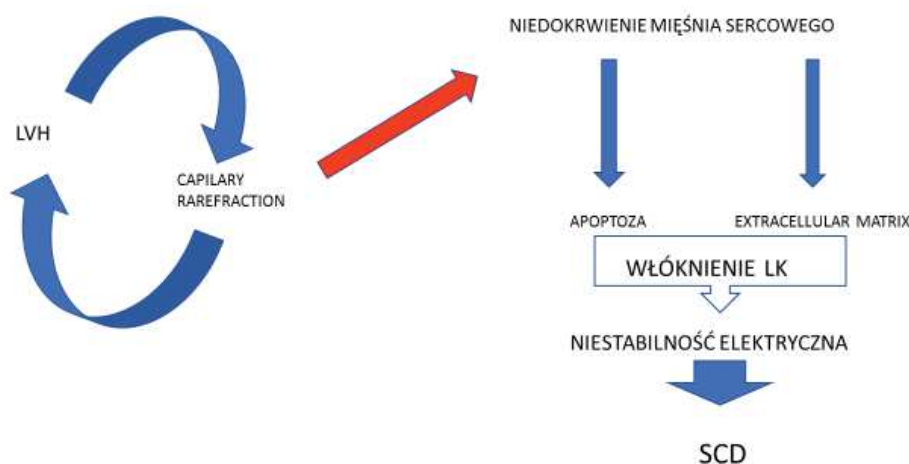 LVH
CAPILARY
RAREFRACTION
NIEDOKRWIENIE MIĘŚNIA SERCOWEGO
APOPTOZA
EXTRACELLULAR MATRIX
WŁÓKNIENIE LK
NIESTABILNOŚĆ ELEKTRYCZNA
SCD